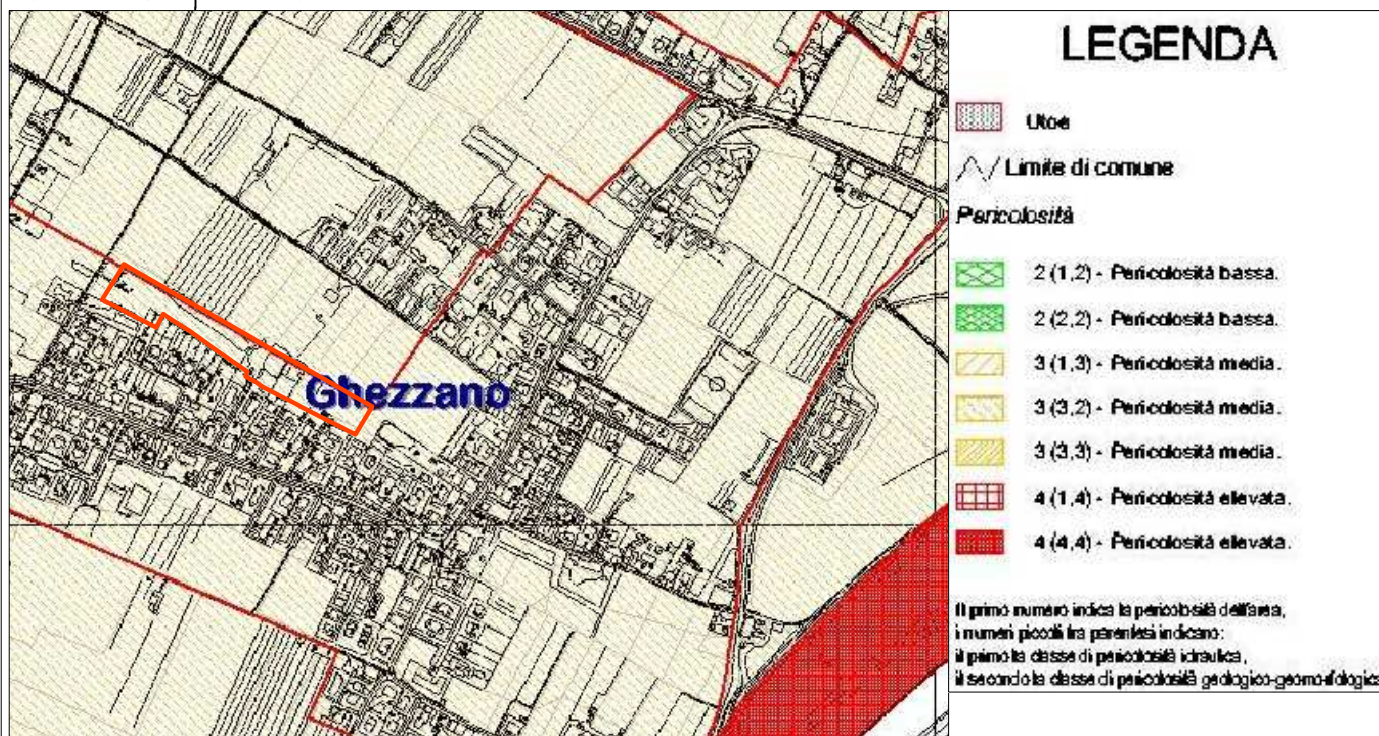 Ghezzano
LEGENDA
Utoe
Limite di comune
Pericolosità
2 (1,2) - Pericolosità bassa.
2 (2,2) - Pericolosità bassa.
3 (1,3) - Pericolosità media.
3 (3,2) - Pericolosità media.
3 (3,3) - Pericolosità media.
4 (1,4) - Pericolosità elevata.
4 (4,4) - Pericolosità elevata.
Il primo numero indica la pericolosità dell'area,
i numeri piccoli fra parentesi indicano:
il primo la classe di pericolosità idraulica,
il secondo la classe di pericolosità geologico-geomorfologica